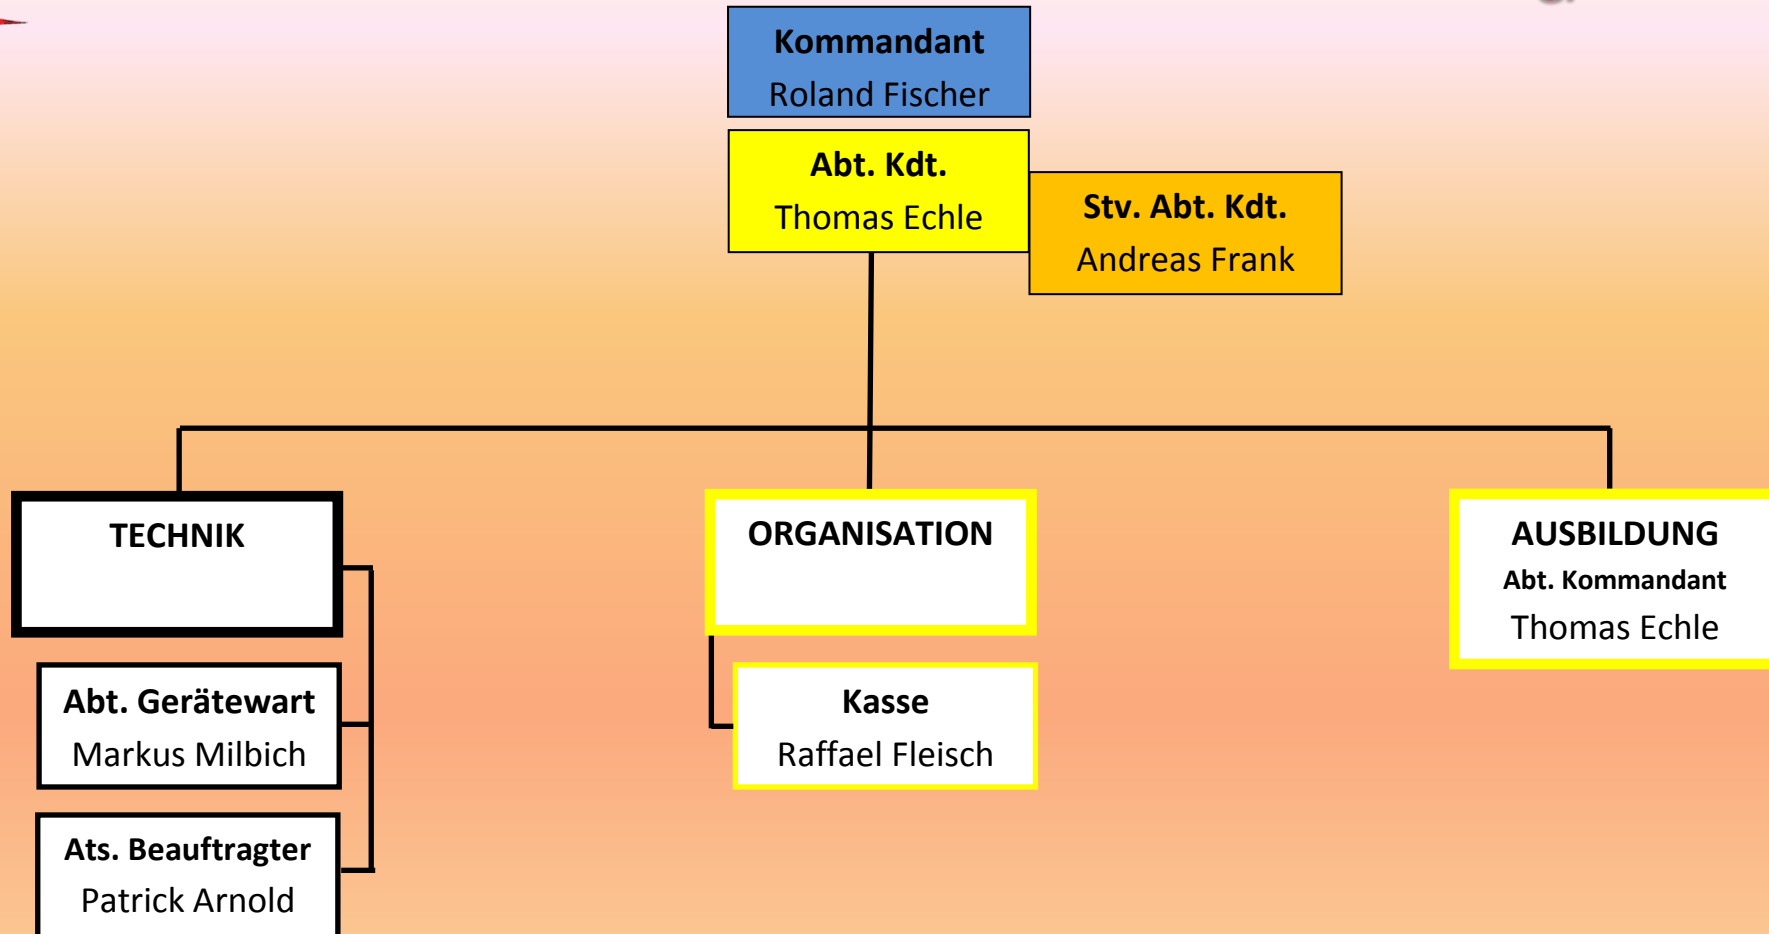 Kommandant
Roland Fischer
Abt. Kdt.
Thomas Echle
Stv. Abt. Kdt.
Andreas Frank
TECHNIK
Abt. Gerätewart
Markus Milbich
Ats. Beauftragter
Patrick Arnold
ORGANISATION
Kasse
Raffael Fleisch
AUSBILDUNG
Abt. Kommandant
Thomas Echle